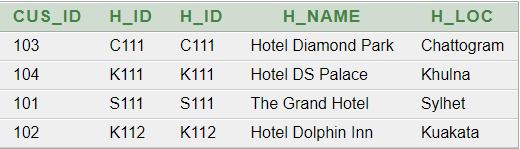 CUS_ID H_ID H_ID H_NAME H_LOC
103 C111 C111 Hotel Diamond Park Chattogram
104 K111 K111 Hotel DS Palace Khulna
101 S111 S111 The Grand Hotel Sylhet
102 K112 K112 Hotel Dolphin Inn Kuakata